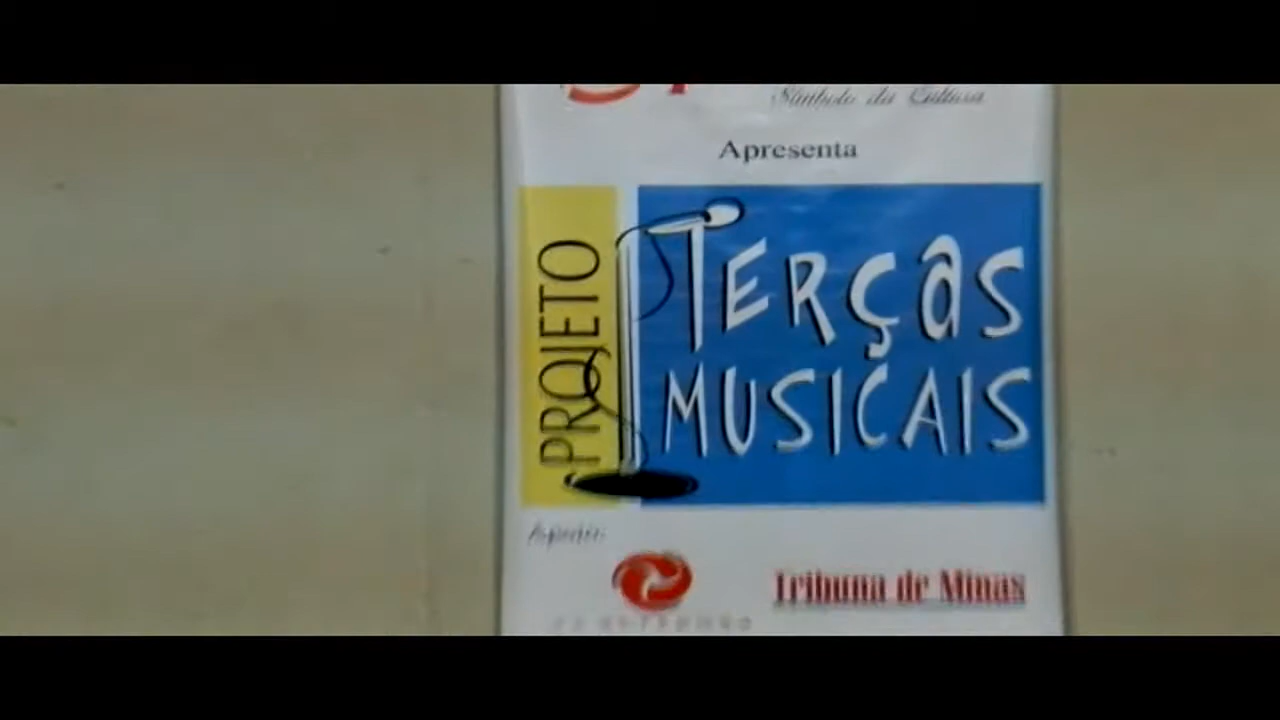 Símbolo da Cultura
Apresenta
PROJETO
TERÇAS
MUSICAIS
Apoio:
Tribuna de Minas